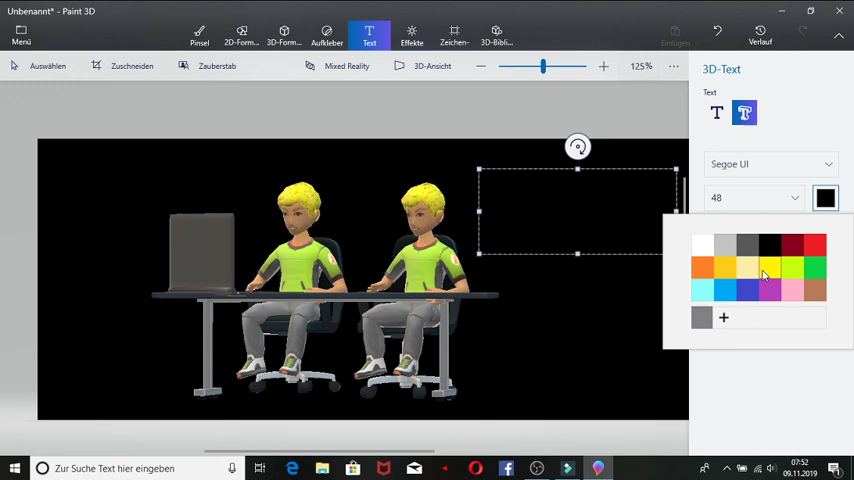 Unbenannt* - Paint 3D
Menü
Pinsel
2D-Form...
3D-Form...
Aufkleber
Text
Effekte
Zeichen-
3D-Bibli...
Einfügen
Verlauf
Auswählen
Zuschneiden
Zauberstab
Mixed Reality
3D-Ansicht
125%
3D-Text
Text
Segoe UI
48
Zur Suche Text hier eingeben
07:52
09.11.2019